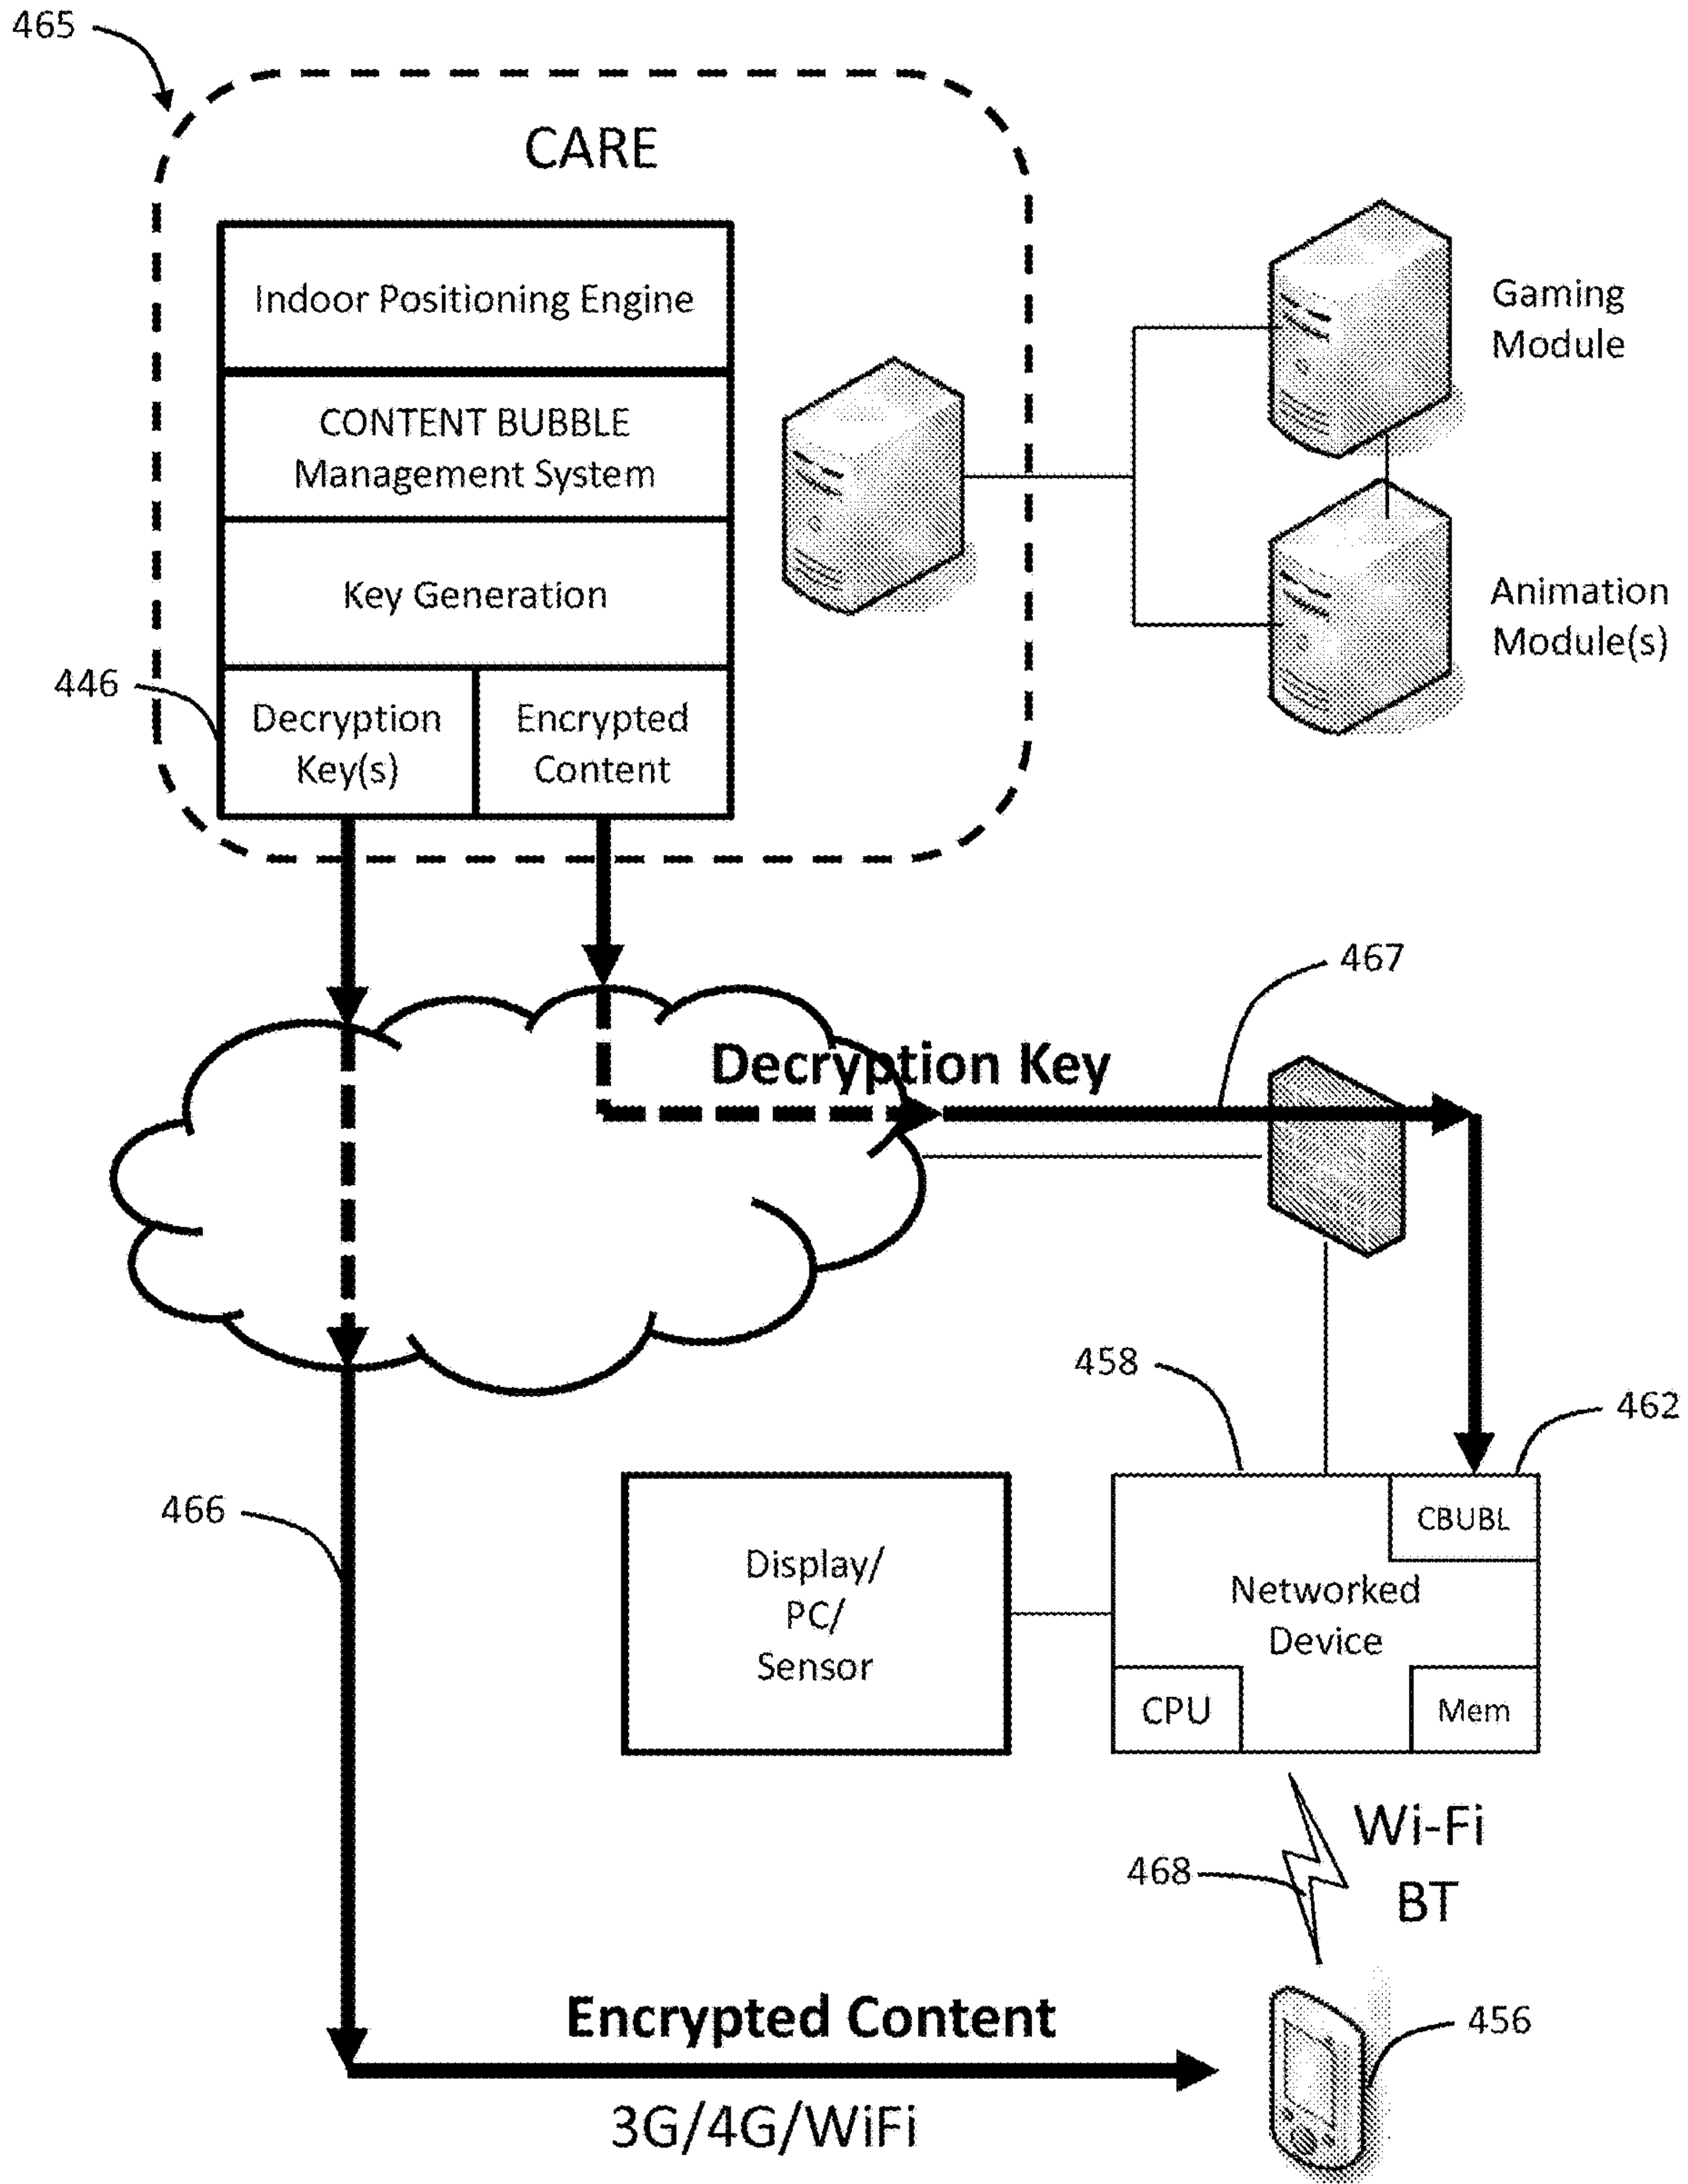 465
CARE
Indoor Positioning Engine
CONTENT BUBBLE
Management System
Key Generation
446
Decryption
Key(s)
Encrypted
Content
Gaming
Module
Animation
Module(s)
467
Decryption Key
458
462
466
CBUBL
Display/
PC/
Sensor
Networked
Device
CPU
Mem
Wi-Fi
BT
468
Encrypted Content
456
3G/4G/WiFi